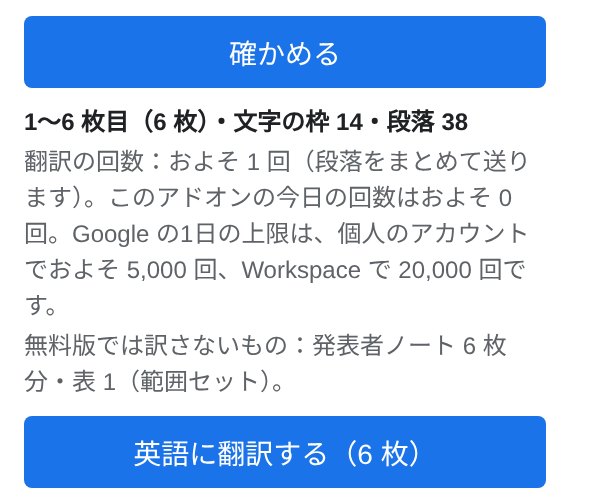 確かめる
1〜6 枚目（6 枚）・文字の枠 14・段落 38
翻訳の回数：およそ 1 回（段落をまとめて送り
ます）。このアドオンの今日の回数はおよそ 0
回。Google の1日の上限は、個人のアカウント
でおよそ 5,000 回、Workspace で 20,000 回で
す。
無料版では訳さないもの：発表者ノート 6 枚
分・表 1（範囲セット）。
英語に翻訳する（6 枚）